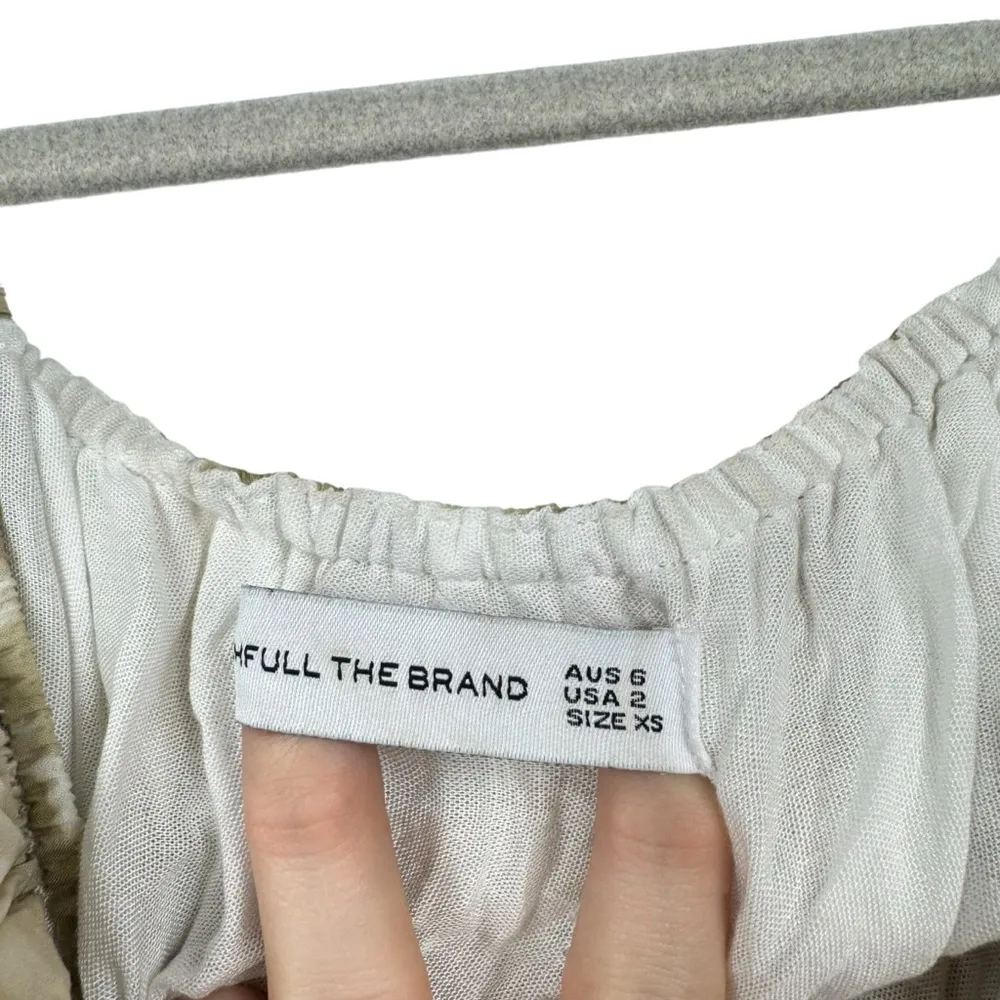 HFULL THE BRAND
AUS 6
USA 2
SIZE XS